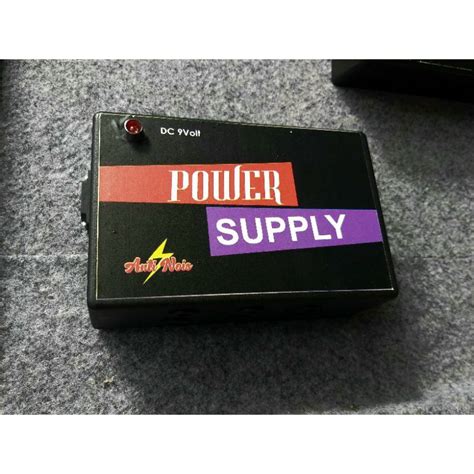 DC 9Volt
POWER
SUPPLY
Anti Nois